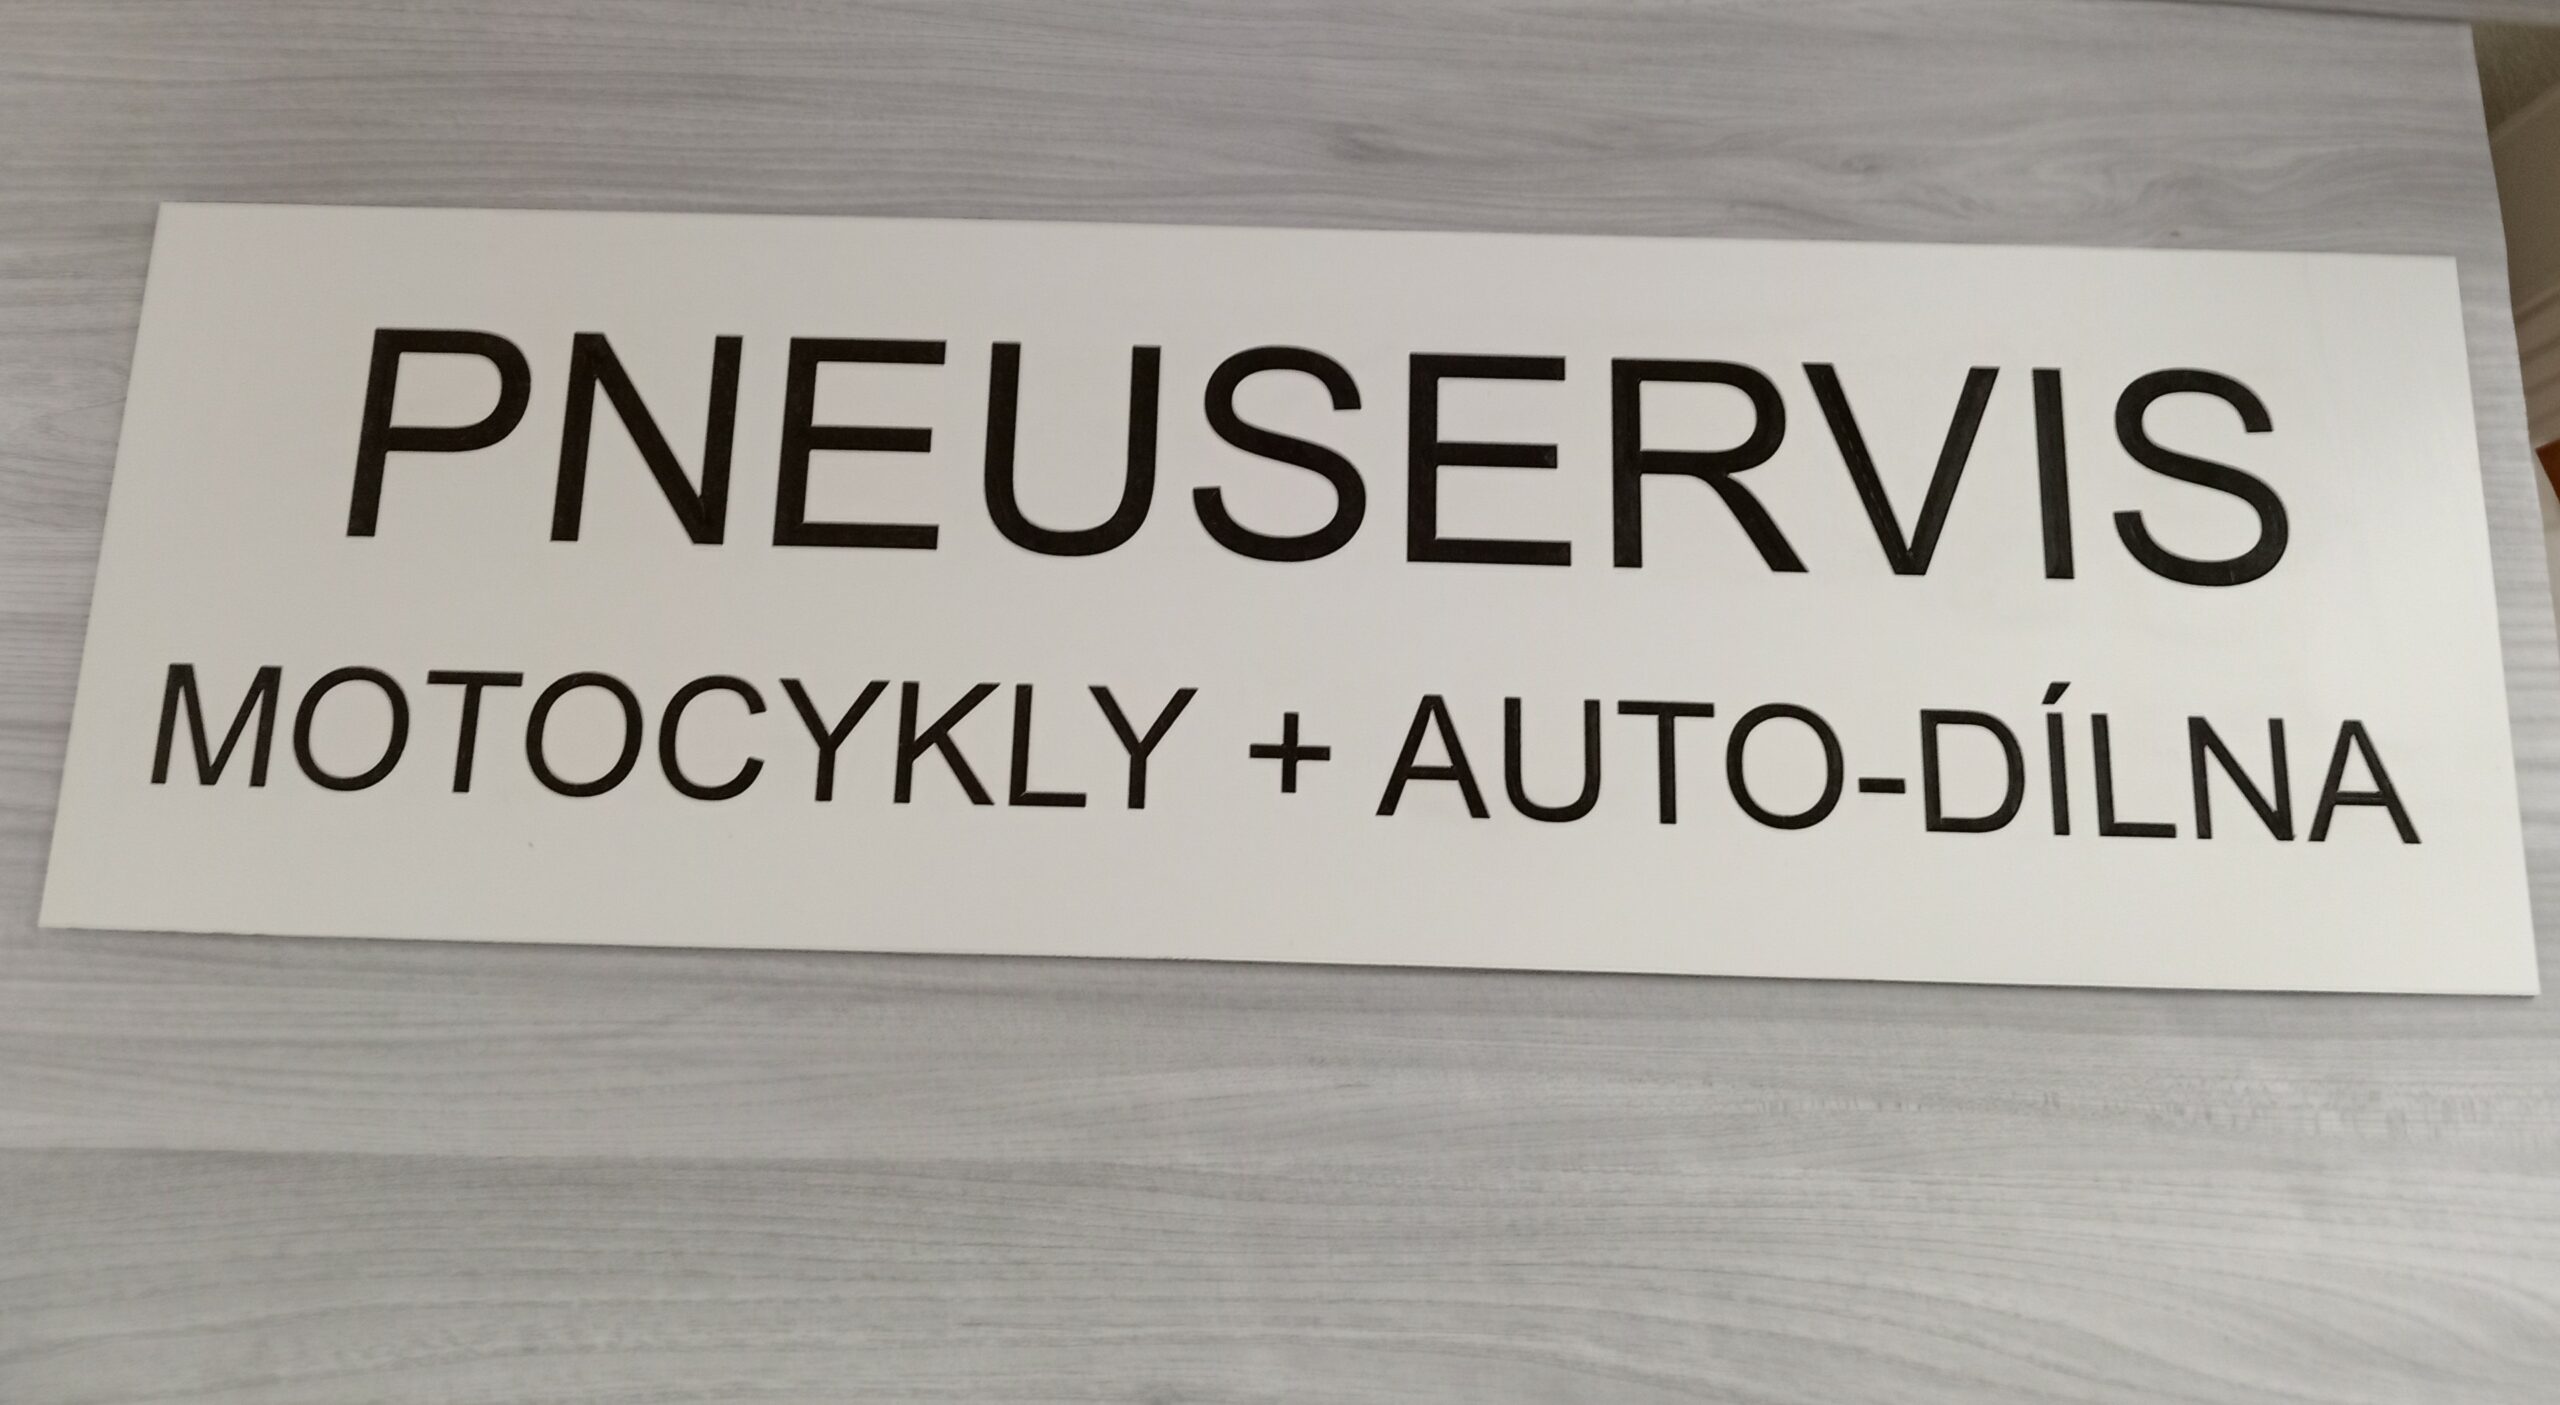 PNEUSERVIS
MOTOCYKLY + AUTO-DÍLNA